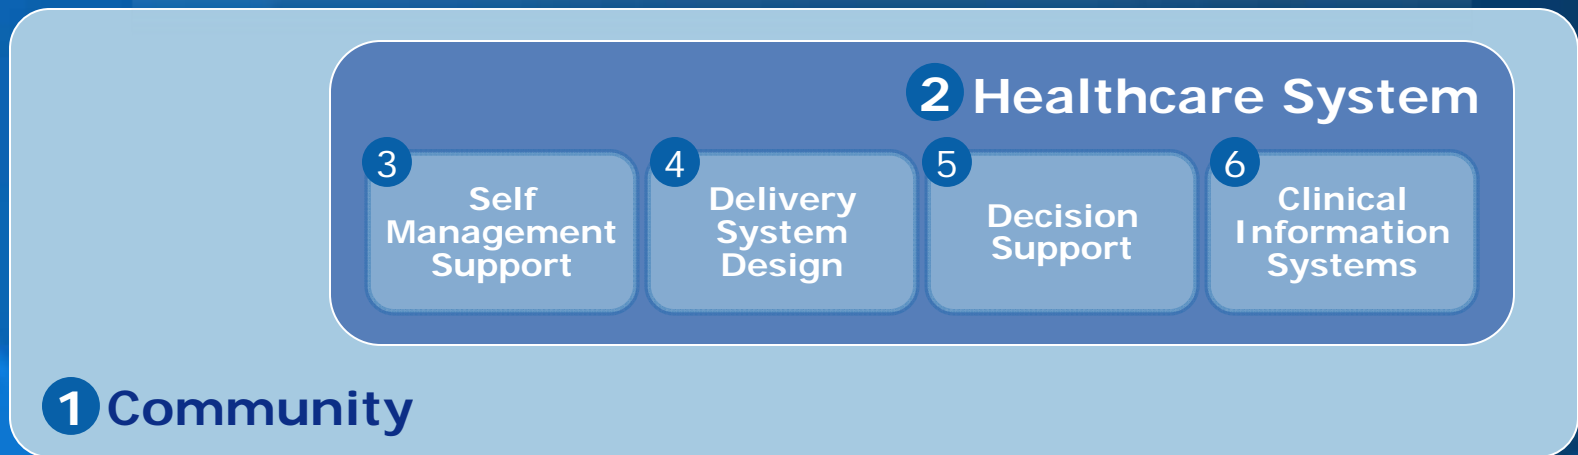 2 Healthcare System
3
Self
Management
Support
4
Delivery
System
Design
5
Decision
Support
6
Clinical
Information
Systems
1 Community